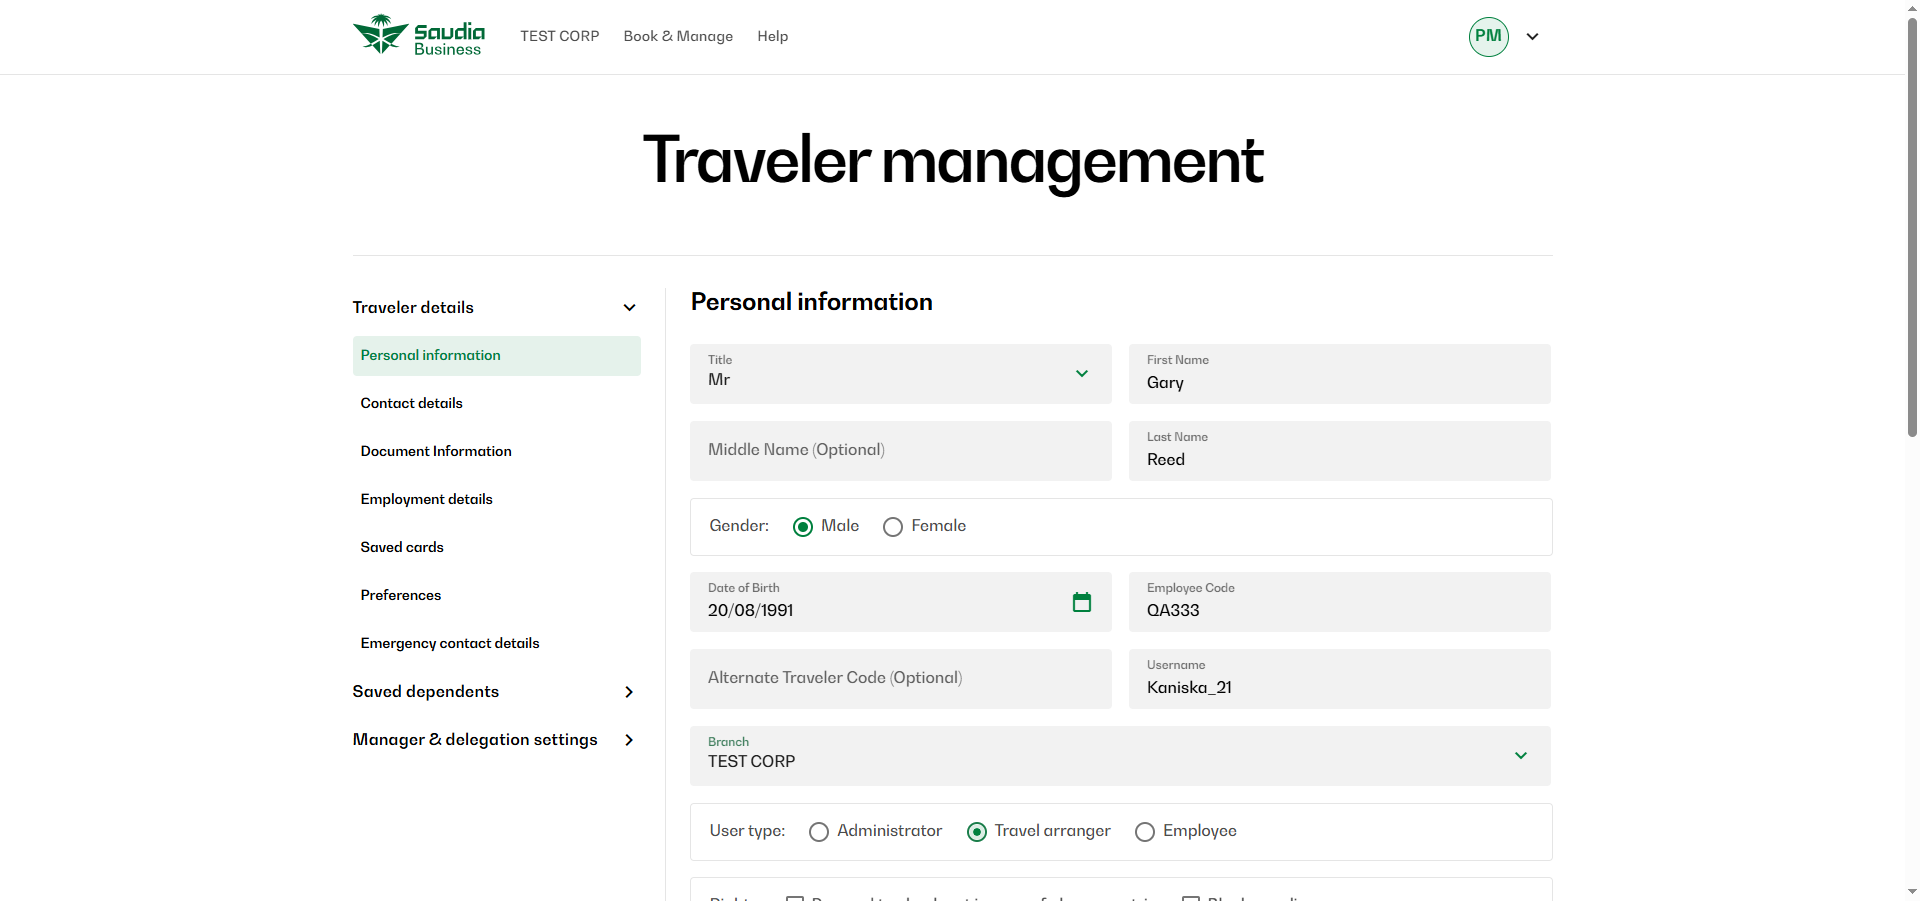 Saudia
Business
TEST CORP
Book & Manage
Help
PM
Traveler management
Traveler details
Personal information
Contact details
Document Information
Employment details
Saved cards
Preferences
Emergency contact details
Saved dependents
Manager & delegation settings
Personal information
Title
Mr
First Name
Gary
Middle Name (Optional)
Last Name
Reed
Gender: Male Female
Date of Birth
20/08/1991
Employee Code
QA333
Alternate Traveler Code (Optional)
Username
Kaniska_21
Branch
TEST CORP
User type: Administrator Travel arranger Employee